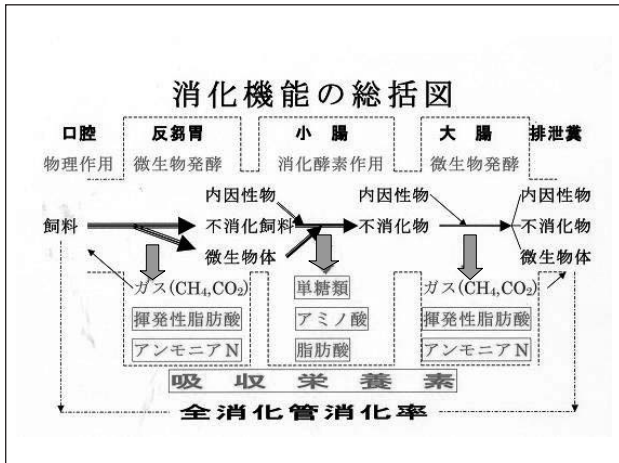 消化機能の総括図
口腔 反芻胃 小腸 大腸 排泄糞
物理作用 微生物発酵 消化酵素作用 微生物発酵
内因性物 内因性物 内因性物
飼料 不消化飼料 不消化物 不消化物
微生物体 微生物体
ガス(CH4,CO2) 単糖類 ガス(CH4,CO2)
揮発性脂肪酸 アミノ酸 揮発性脂肪酸
アンモニアN 脂肪酸 アンモニアN
吸収栄養素
全消化管消化率